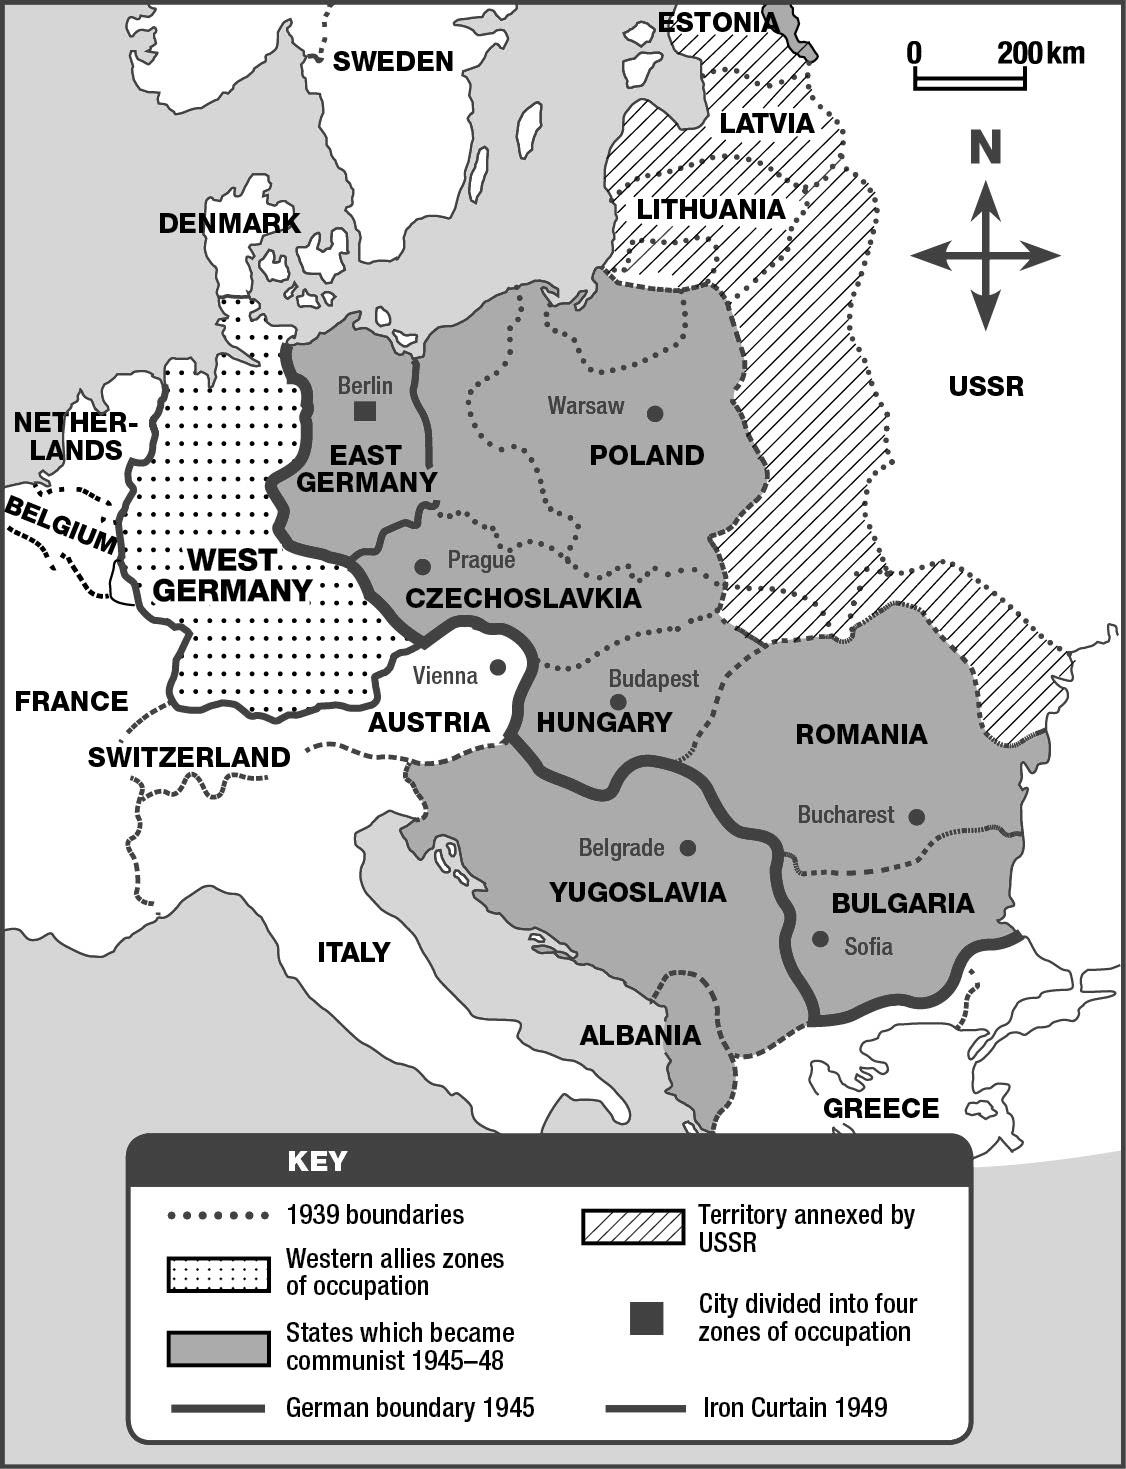 ESTONIA
SWEDEN
0 200 km
LATVIA
N
LITHUANIA
DENMARK
USSR
Berlin
Warsaw
NETHER-
LANDS
EAST
GERMANY
POLAND
BELGIUM
WEST
GERMANY
Prague
CZECHOSLAVKIA
Vienna
Budapest
FRANCE
AUSTRIA
HUNGARY
ROMANIA
SWITZERLAND
Bucharest
Belgrade
YUGOSLAVIA
BULGARIA
Sofia
ITALY
ALBANIA
GREECE
KEY
1939 boundaries
Western allies zones
of occupation
States which became
communist 1945–48
German boundary 1945
Territory annexed by
USSR
City divided into four
zones of occupation
Iron Curtain 1949